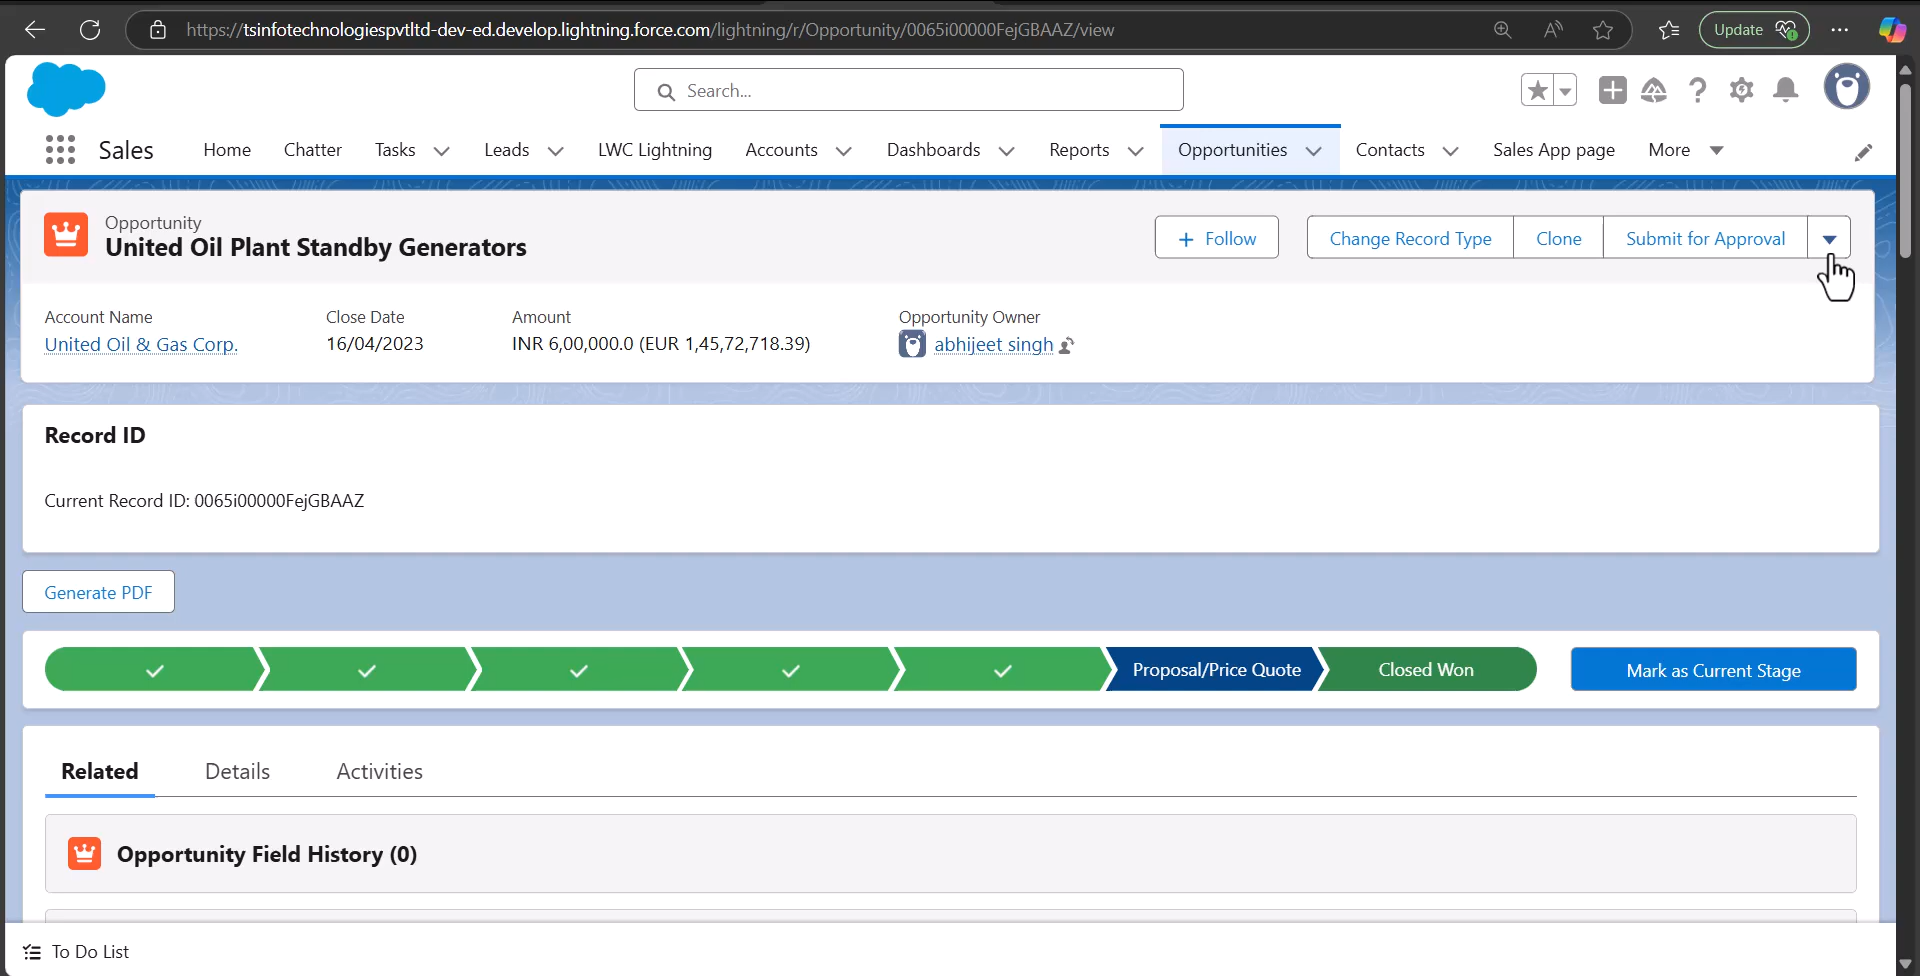 https://tsinfotechnologiespvtltd-dev-ed.develop.lightning.force.com/lightning/r/Opportunity/0065i00000FejGBAAZ/view
Update
Search...
Sales
Home
Chatter
Tasks
Leads
LWC Lightning
Accounts
Dashboards
Reports
Opportunities
Contacts
Sales App page
More
Opportunity
United Oil Plant Standby Generators
+ Follow
Change Record Type
Clone
Submit for Approval
Account Name
United Oil & Gas Corp.
Close Date
16/04/2023
Amount
INR 6,00,000.0 (EUR 1,45,72,718.39)
Opportunity Owner
abhijeet singh
Record ID
Current Record ID: 0065i00000FejGBAAZ
Generate PDF
Proposal/Price Quote
Closed Won
Mark as Current Stage
Related
Details
Activities
Opportunity Field History (0)
To Do List